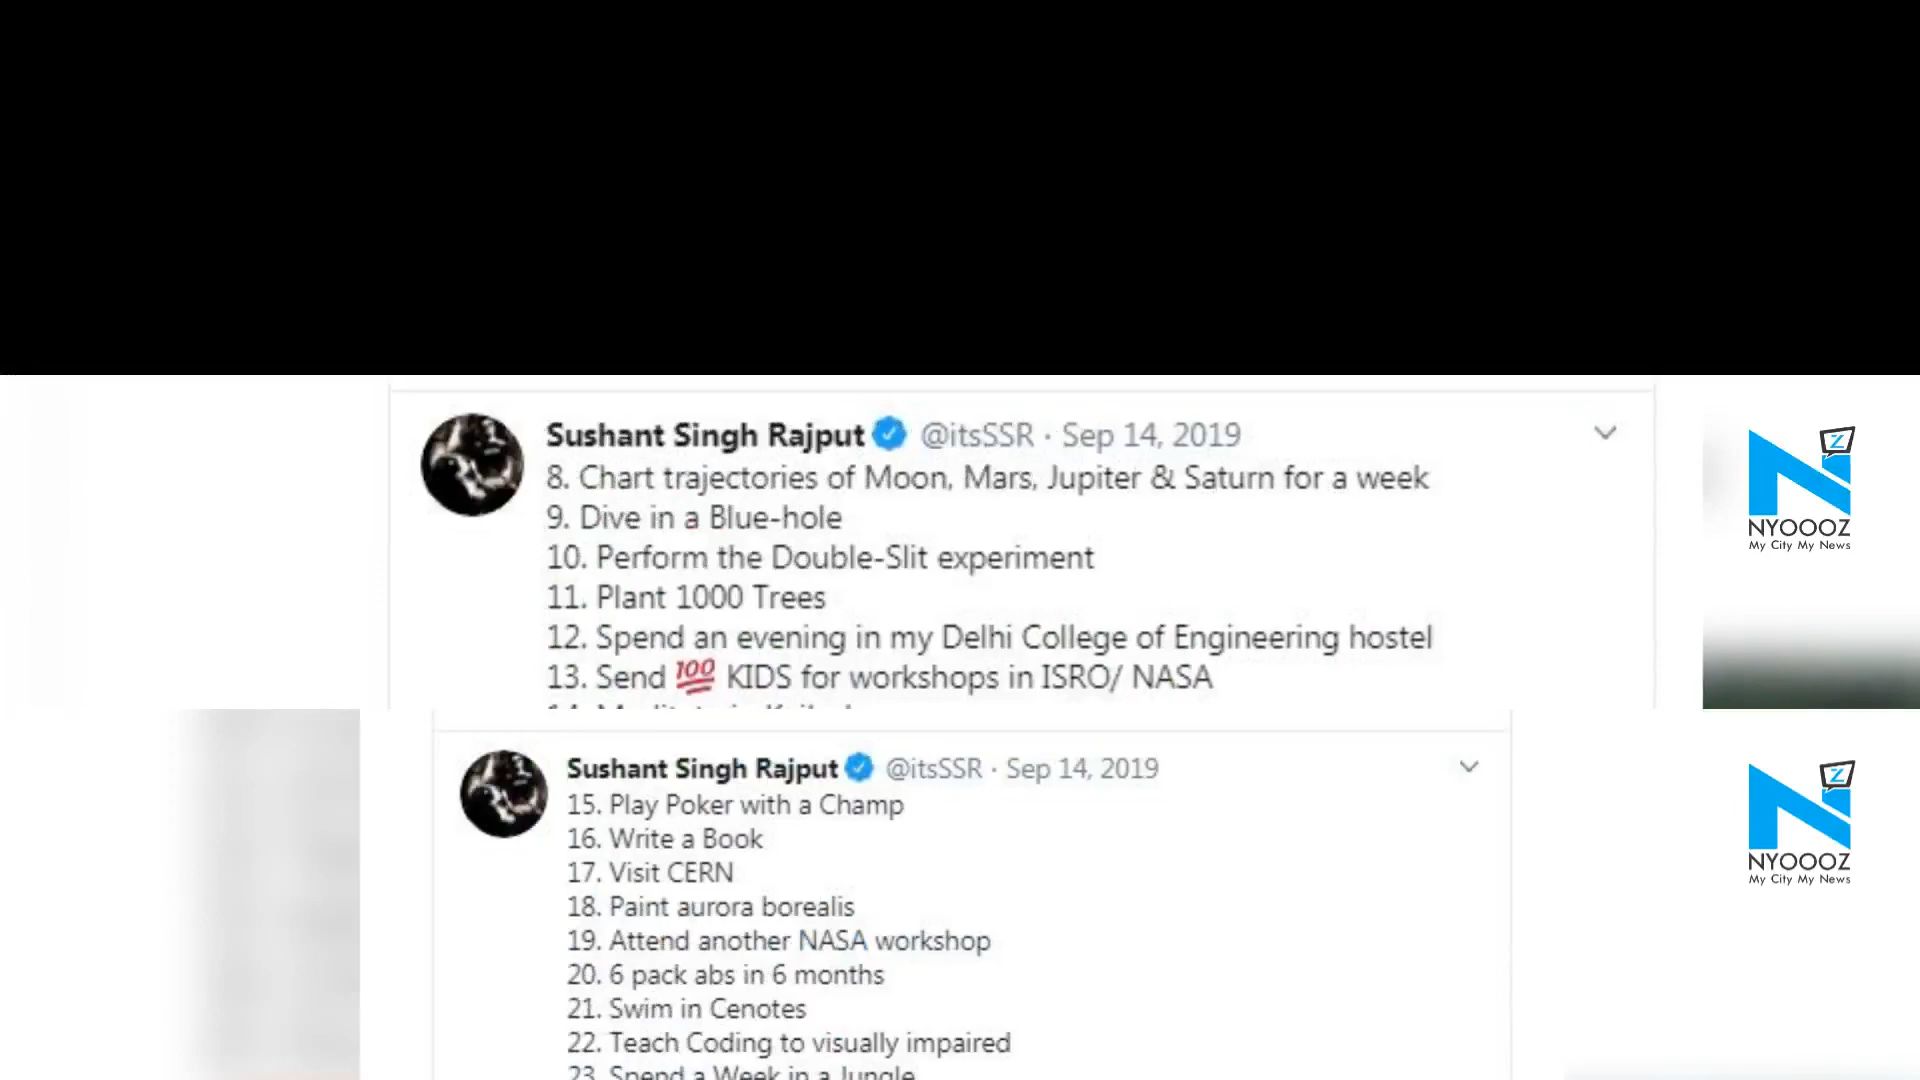 Sushant Singh Rajput @itsSSR · Sep 14, 2019
8. Chart trajectories of Moon, Mars, Jupiter & Saturn for a week
9. Dive in a Blue-hole
10. Perform the Double-Slit experiment
11. Plant 1000 Trees
12. Spend an evening in my Delhi College of Engineering hostel
13. Send 💯 KIDS for workshops in ISRO/ NASA
Z
NYOOOZ
My City My News
Sushant Singh Rajput @itsSSR · Sep 14, 2019
15. Play Poker with a Champ
16. Write a Book
17. Visit CERN
18. Paint aurora borealis
19. Attend another NASA workshop
20. 6 pack abs in 6 months
21. Swim in Cenotes
22. Teach Coding to visually impaired
23. Spend a Week in a Jungle
Z
NYOOOZ
My City My News